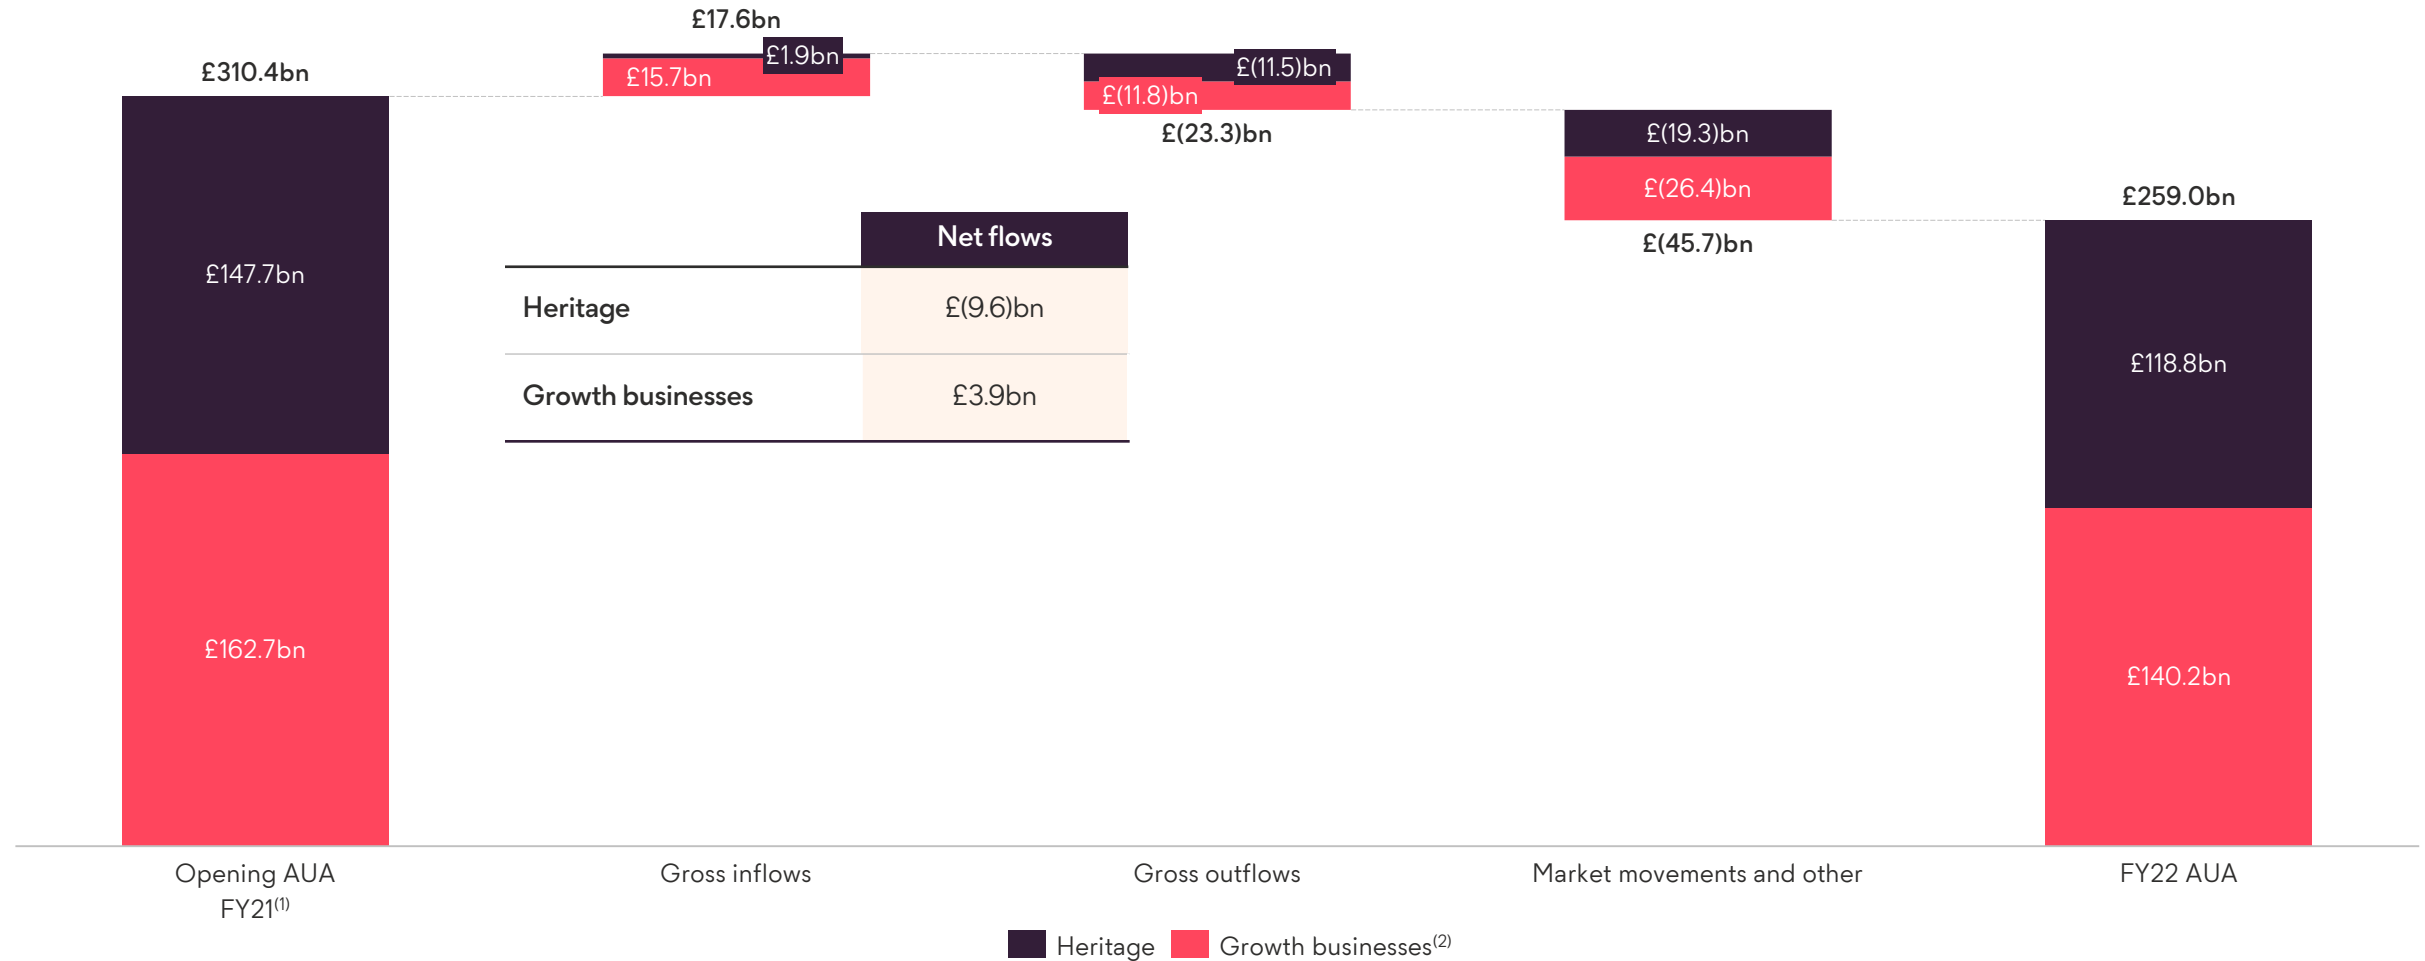 £17.6bn
£1.9bn
£15.7bn
£310.4bn
£147.7bn
£162.7bn
£(11.5)bn
£(11.8)bn
£(23.3)bn
£(19.3)bn
£(26.4)bn
£(45.7)bn
£259.0bn
£118.8bn
£140.2bn
Net flows
Heritage £(9.6)bn
Growth businesses £3.9bn
Opening AUA
FY21(1)
Gross inflows
Gross outflows
Market movements and other
FY22 AUA
Heritage
Growth businesses(2)